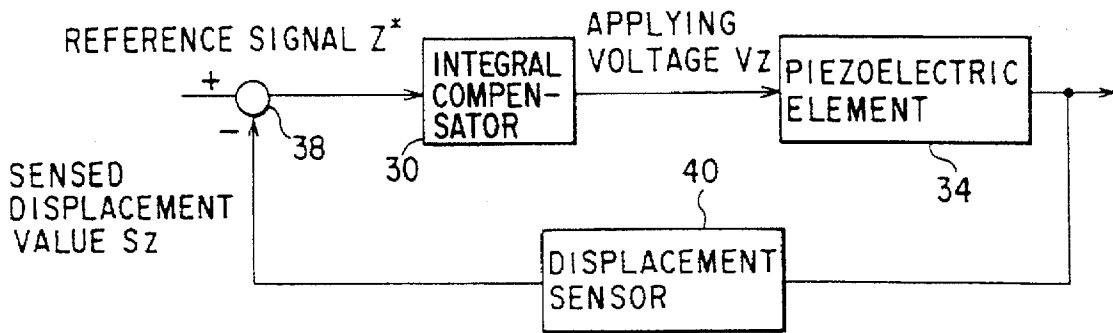 REFERENCE SIGNAL Z*
APPLYING
VOLTAGE Vz
+
−
38
INTEGRAL
COMPEN-
SATOR
30
PIEZOELECTRIC
ELEMENT
34
SENSED
DISPLACEMENT
VALUE Sz
40
DISPLACEMENT
SENSOR